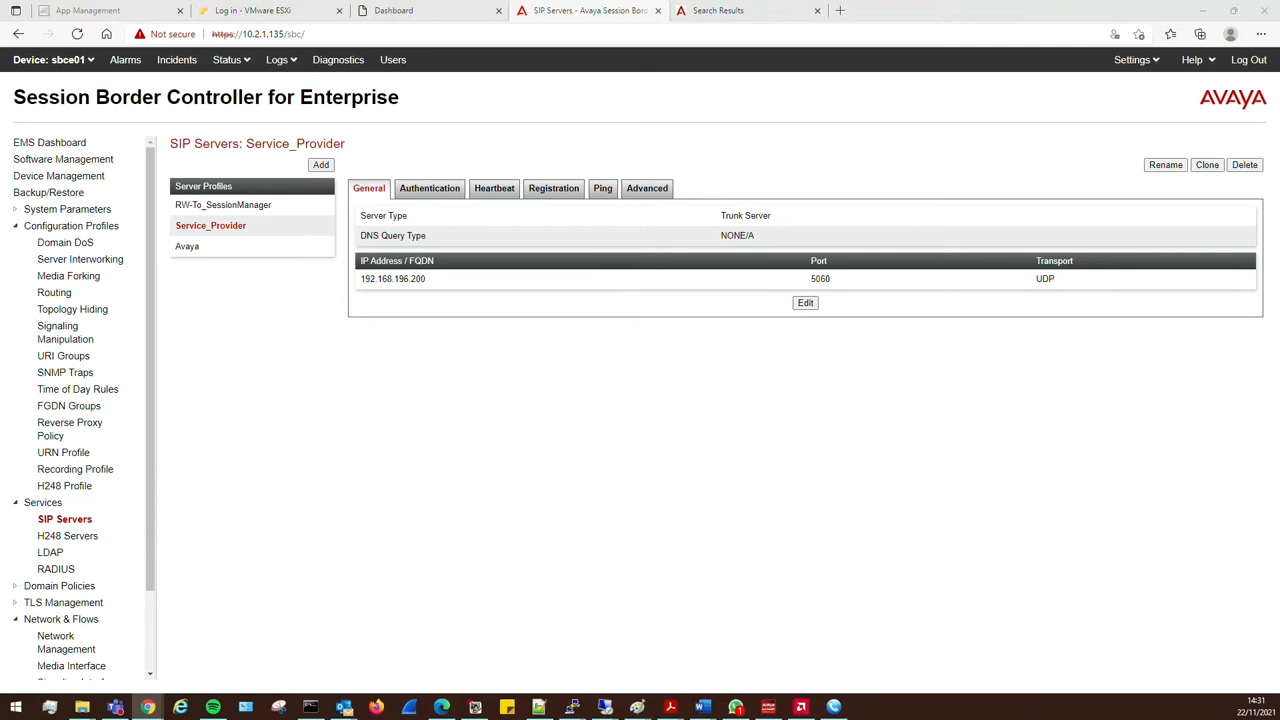 App Management
Log in - VMware ESXi
Dashboard
SIP Servers - Avaya Session Bord
Search Results
Not secure
https://10.2.1.135/sbc/
Device: sbce01
Alarms
Incidents
Status
Logs
Diagnostics
Users
Settings
Help
Log Out
Session Border Controller for Enterprise
AVAYA
EMS Dashboard
Software Management
Device Management
Backup/Restore
System Parameters
Configuration Profiles
Domain DoS
Server Interworking
Media Forking
Routing
Topology Hiding
Signaling
Manipulation
URI Groups
SNMP Traps
Time of Day Rules
FGDN Groups
Reverse Proxy
Policy
URN Profile
Recording Profile
H248 Profile
Services
SIP Servers
H248 Servers
LDAP
RADIUS
Domain Policies
TLS Management
Network & Flows
Network
Management
Media Interface
SIP Servers: Service_Provider
Add
Rename
Clone
Delete
Server Profiles
RW-To_SessionManager
Service_Provider
Avaya
General
Authentication
Heartbeat
Registration
Ping
Advanced
Server Type Trunk Server
DNS Query Type NONE/A
IP Address / FQDN Port Transport
192.168.196.200 5060 UDP
Edit
14:31
22/11/2021